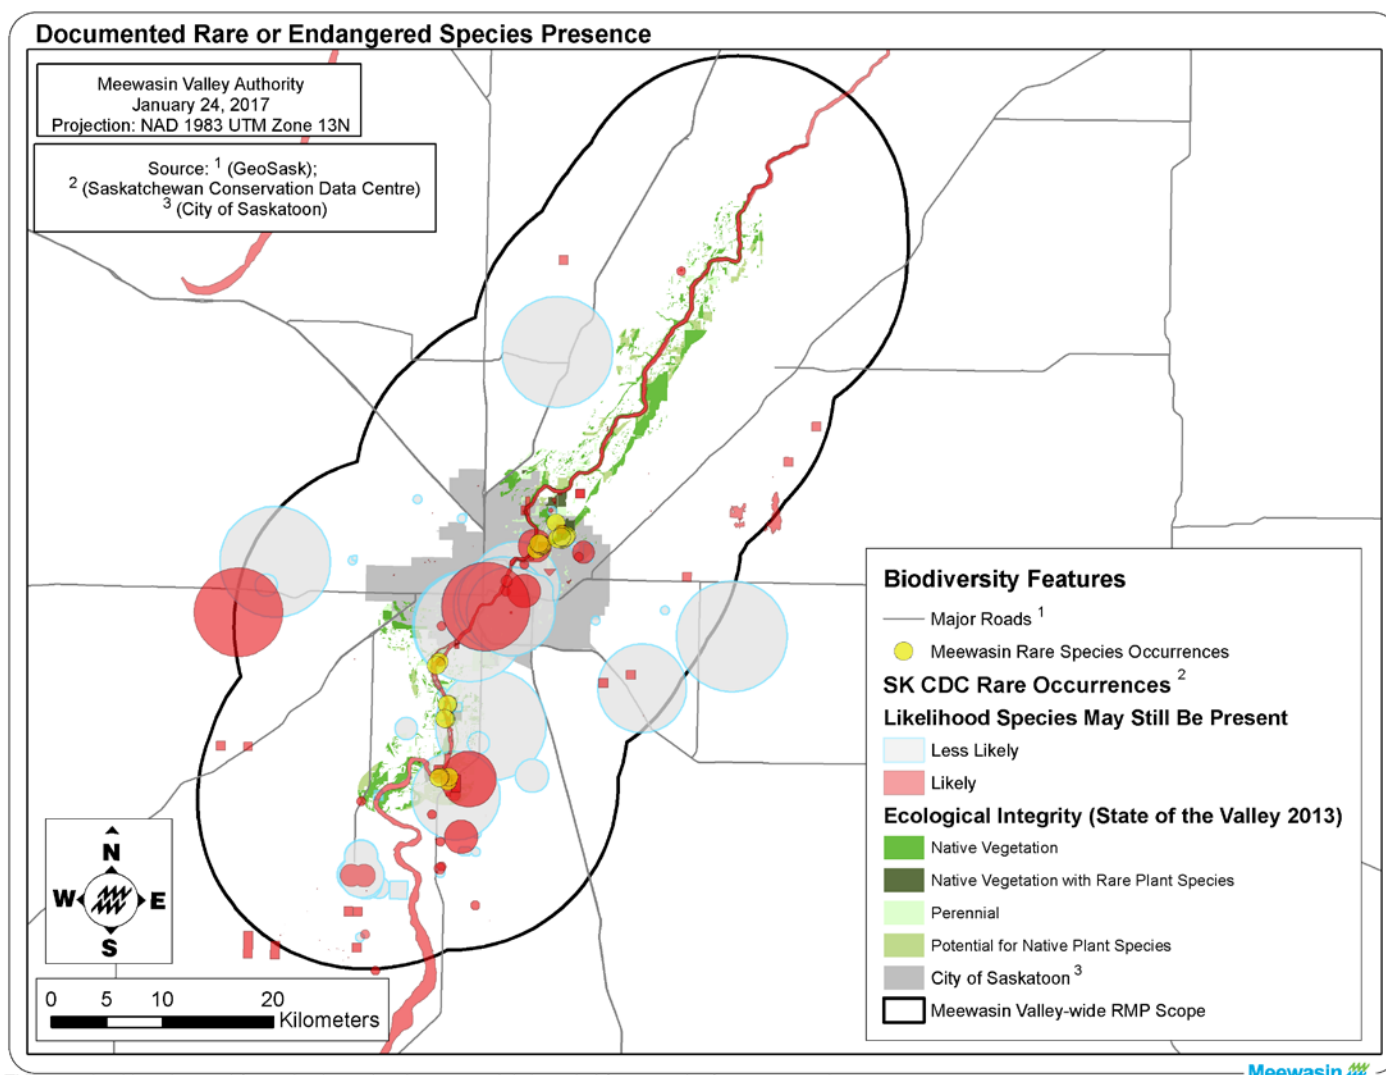 Documented Rare or Endangered Species Presence
Meewasin Valley Authority
January 24, 2017
Projection: NAD 1983 UTM Zone 13N
Source: 1 (GeoSask);
2 (Saskatchewan Conservation Data Centre)
3 (City of Saskatoon)
Biodiversity Features
Major Roads 1
Meewasin Rare Species Occurrences
SK CDC Rare Occurrences 2
Likelihood Species May Still Be Present
Less Likely
Likely
Ecological Integrity (State of the Valley 2013)
Native Vegetation
Native Vegetation with Rare Plant Species
Perennial
Potential for Native Plant Species
City of Saskatoon 3
Meewasin Valley-wide RMP Scope
N
W E
S
0 5 10 20
Kilometers
Meewasin